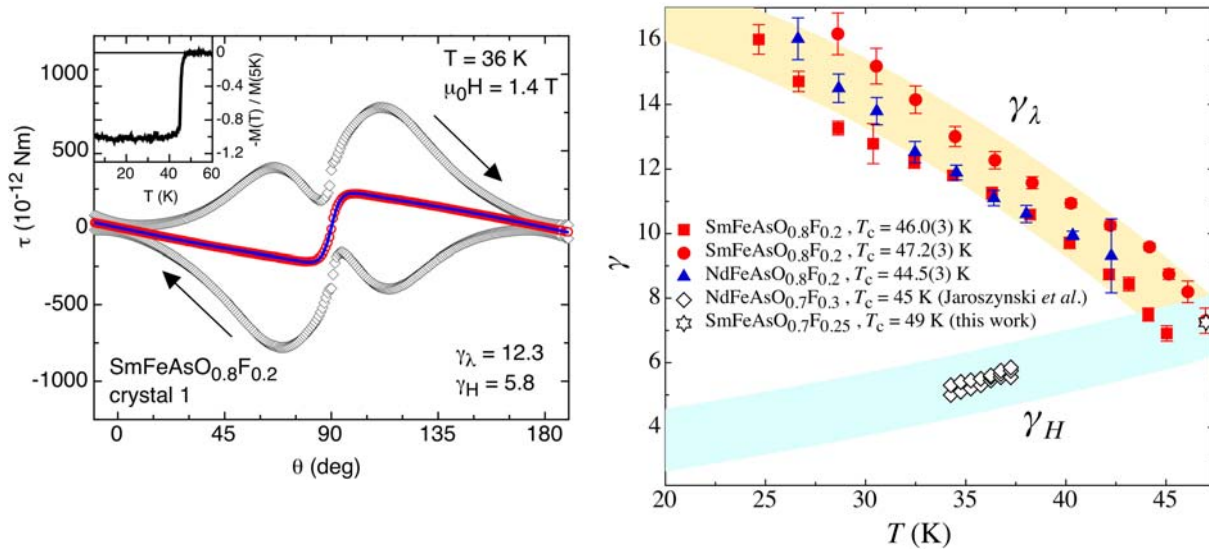 1000
500
0
-500
-1000
τ (10⁻¹² Nm)
0
-0.4
-0.8
-1.2
-M(T) / M(5K)
20
40
60
T (K)
T = 36 K
μ₀H = 1.4 T
γλ = 12.3
γH = 5.8
SmFeAsO₀.₈F₀.₂
crystal 1
0
45
90
135
180
θ (deg)
16
14
12
10
8
6
4
γ
γλ
SmFeAsO₀.₈F₀.₂ , Tc = 46.0(3) K
SmFeAsO₀.₈F₀.₂ , Tc = 47.2(3) K
NdFeAsO₀.₈F₀.₂ , Tc = 44.5(3) K
NdFeAsO₀.₇F₀.₃ , Tc = 45 K (Jaroszynski et al.)
SmFeAsO₀.₇F₀.₂₅ , Tc = 49 K (this work)
γH
20
25
30
35
40
45
T (K)